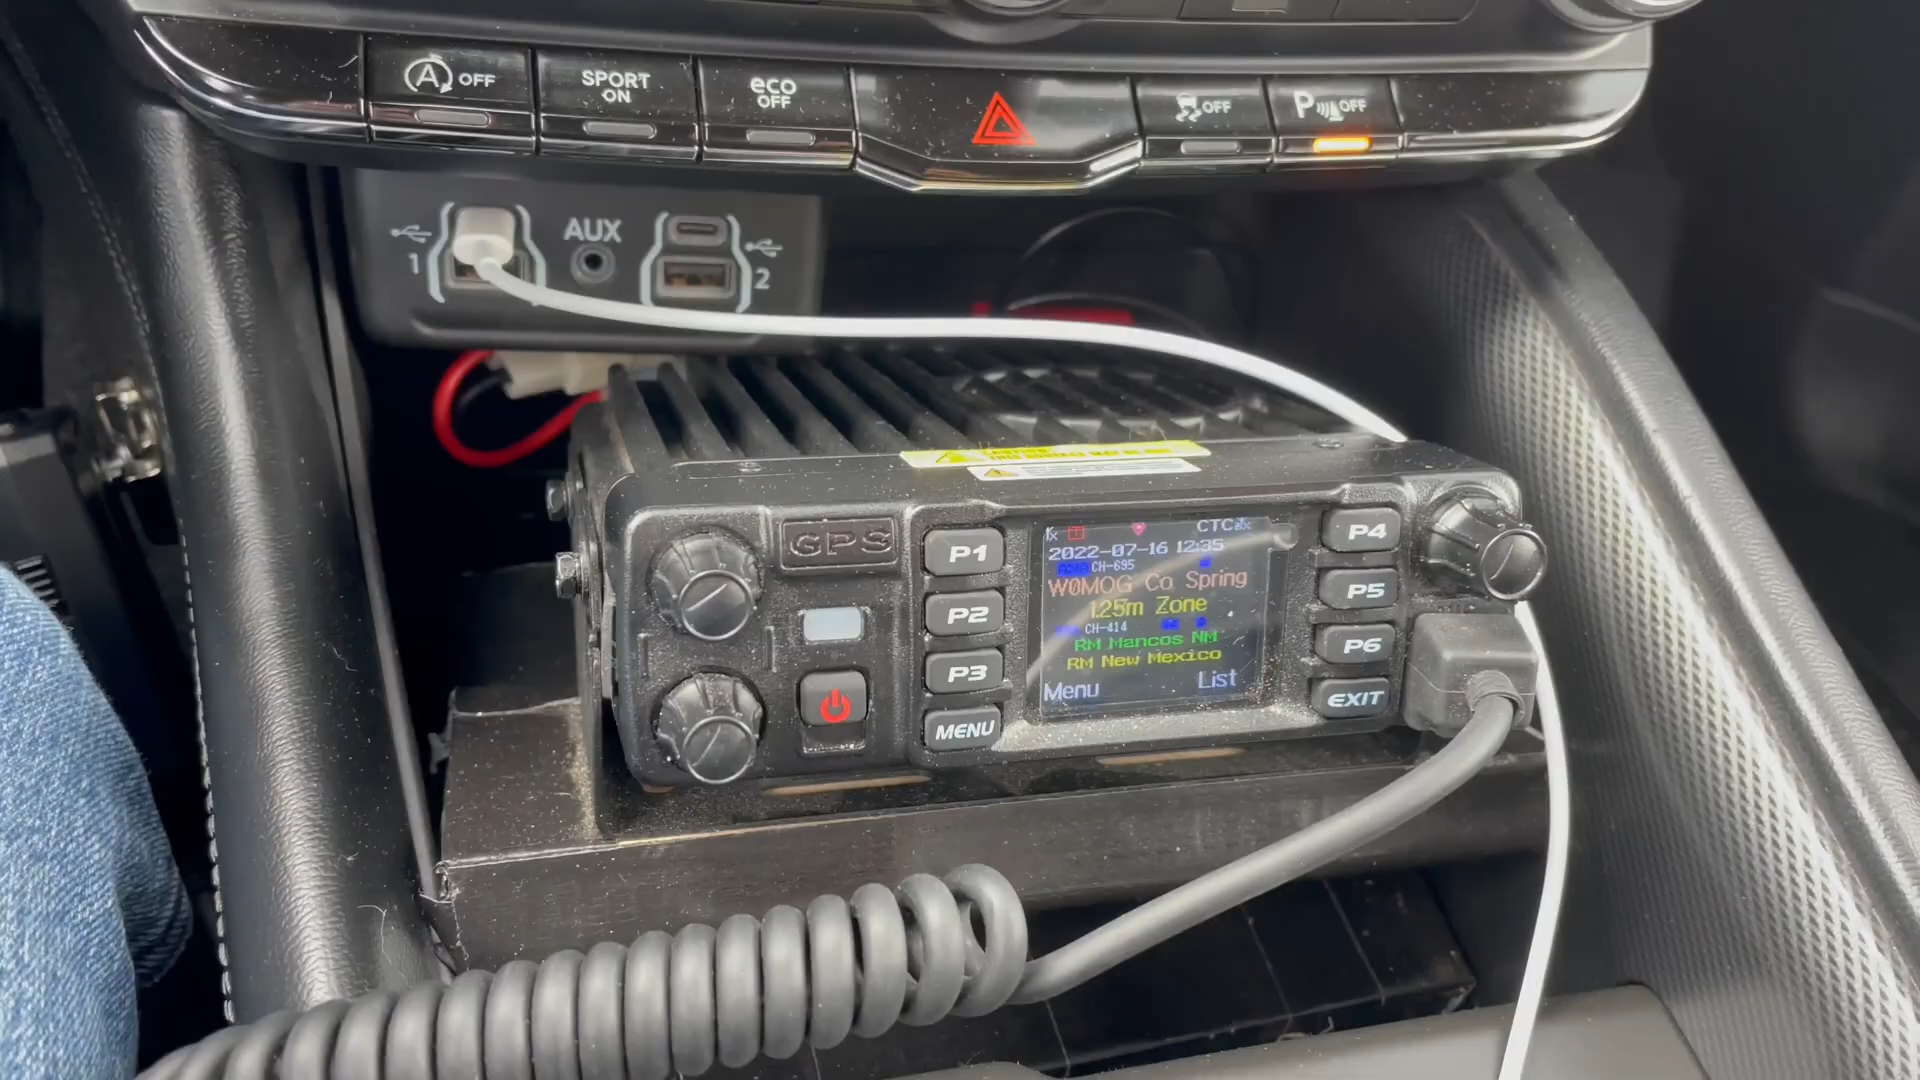 A OFF
SPORT
ON
eco
OFF
OFF
P OFF
1
AUX
2
GPS
P1
P2
P3
MENU
CTC
2022-07-16 12:35
CH-695
W0MOG Co Spring
1.25m Zone
CH-414
RM Mancos NM
RM New Mexico
Menu List
P4
P5
P6
EXIT